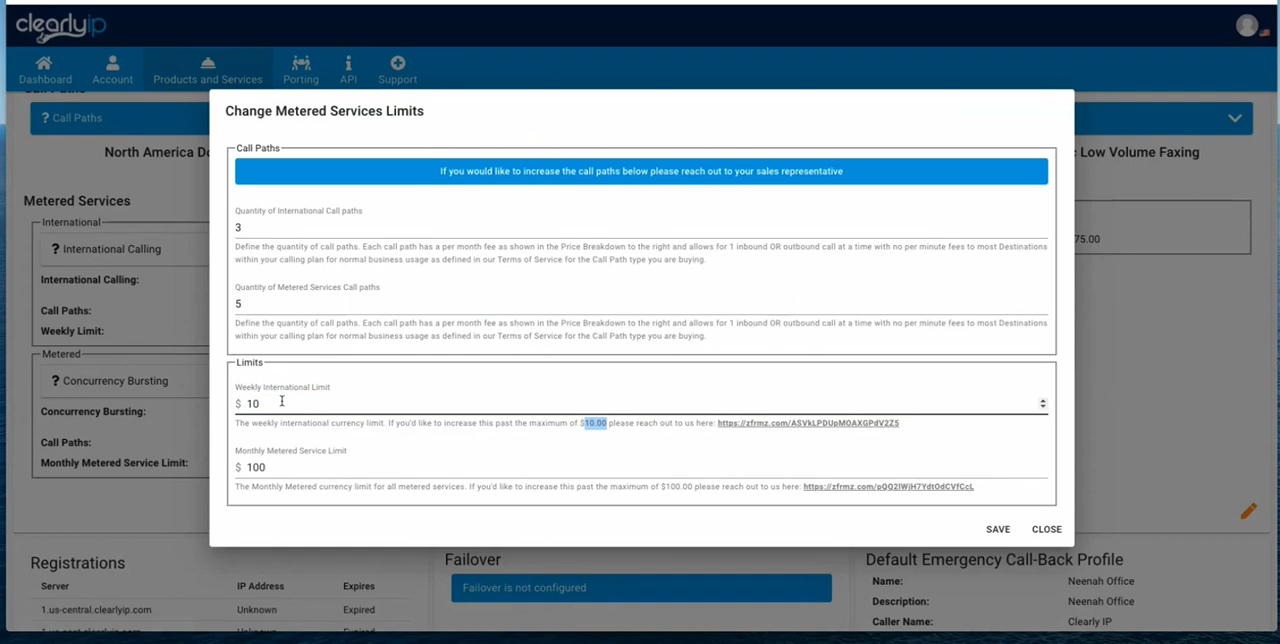 clearlyip
Dashboard
Account
Products and Services
Porting
API
Support
Change Metered Services Limits
? Call Paths
Call Paths
If you would like to increase the call paths below please reach out to your sales representative
North America Do
c Low Volume Faxing
Metered Services
International
? International Calling
International Calling:
Call Paths:
Weekly Limit:
75.00
Quantity of International Call paths
3
Define the quantity of call paths. Each call path has a per month fee as shown in the Price Breakdown to the right and allows for 1 inbound OR outbound call at a time with no per minute fees to most Destinations
within your calling plan for normal business usage as defined in our Terms of Service for the Call Path type you are buying.
Quantity of Metered Services Call paths
5
Define the quantity of call paths. Each call path has a per month fee as shown in the Price Breakdown to the right and allows for 1 inbound OR outbound call at a time with no per minute fees to most Destinations
within your calling plan for normal business usage as defined in our Terms of Service for the Call Path type you are buying.
Metered
? Concurrency Bursting
Concurrency Bursting:
Call Paths:
Monthly Metered Service Limit:
Limits
Weekly International Limit
$ 10
The weekly international currency limit. If you'd like to increase this past the maximum of $10.00 please reach out to us here: https://zfrmz.com/ASVkLPDUpMOAXGPdV2Z5
Monthly Metered Service Limit
$ 100
The Monthly Metered currency limit for all metered services. If you'd like to increase this past the maximum of $100.00 please reach out to us here: https://zfrmz.com/pQQ2IWjH7YdtOdCVfCcL
SAVE
CLOSE
Registrations
Server
IP Address
Expires
1.us-central.clearlyip.com
Unknown
Expired
Failover
Failover is not configured
Default Emergency Call-Back Profile
Name:
Neenah Office
Description:
Neenah Office
Caller Name:
Clearly IP